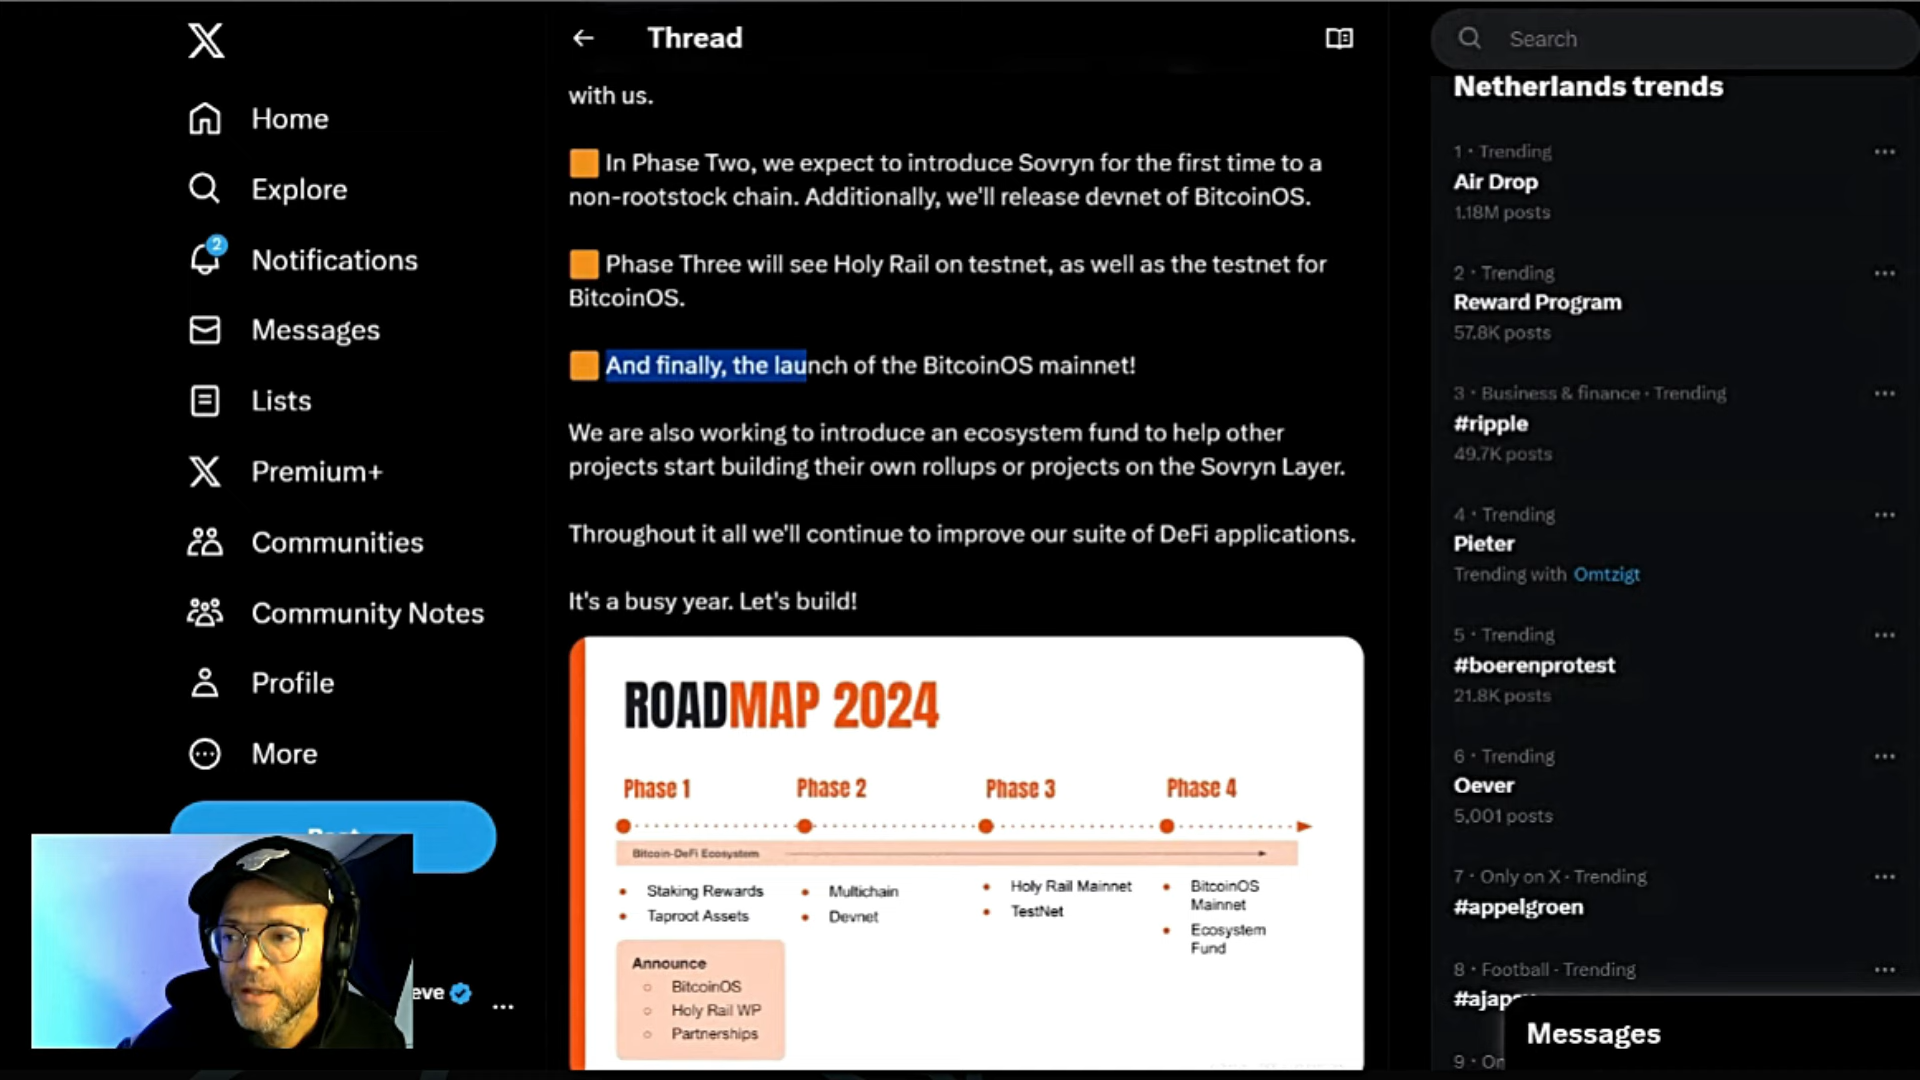 Home
Explore
2
Notifications
Messages
Lists
Premium+
Communities
Community Notes
Profile
More
eve
Thread
with us.
In Phase Two, we expect to introduce Sovryn for the first time to a
non-rootstock chain. Additionally, we'll release devnet of BitcoinOS.
Phase Three will see Holy Rail on testnet, as well as the testnet for
BitcoinOS.
And finally, the launch of the BitcoinOS mainnet!
We are also working to introduce an ecosystem fund to help other
projects start building their own rollups or projects on the Sovryn Layer.
Throughout it all we'll continue to improve our suite of DeFi applications.
It's a busy year. Let's build!
ROADMAP 2024
Phase 1
Phase 2
Phase 3
Phase 4
Bitcoin-DeFi Ecosystem
Staking Rewards
Taproot Assets
Multichain
Devnet
Holy Rail Mainnet
TestNet
BitcoinOS
Mainnet
Ecosystem
Fund
Announce
BitcoinOS
Holy Rail WP
Partnerships
Search
Netherlands trends
1 · Trending
Air Drop
1.18M posts
2 · Trending
Reward Program
57.8K posts
3 · Business & finance · Trending
#ripple
49.7K posts
4 · Trending
Pieter
Trending with Omtzigt
5 · Trending
#boerenprotest
21.8K posts
6 · Trending
Oever
5,001 posts
7 · Only on X · Trending
#appelgroen
8 · Football · Trending
Messages